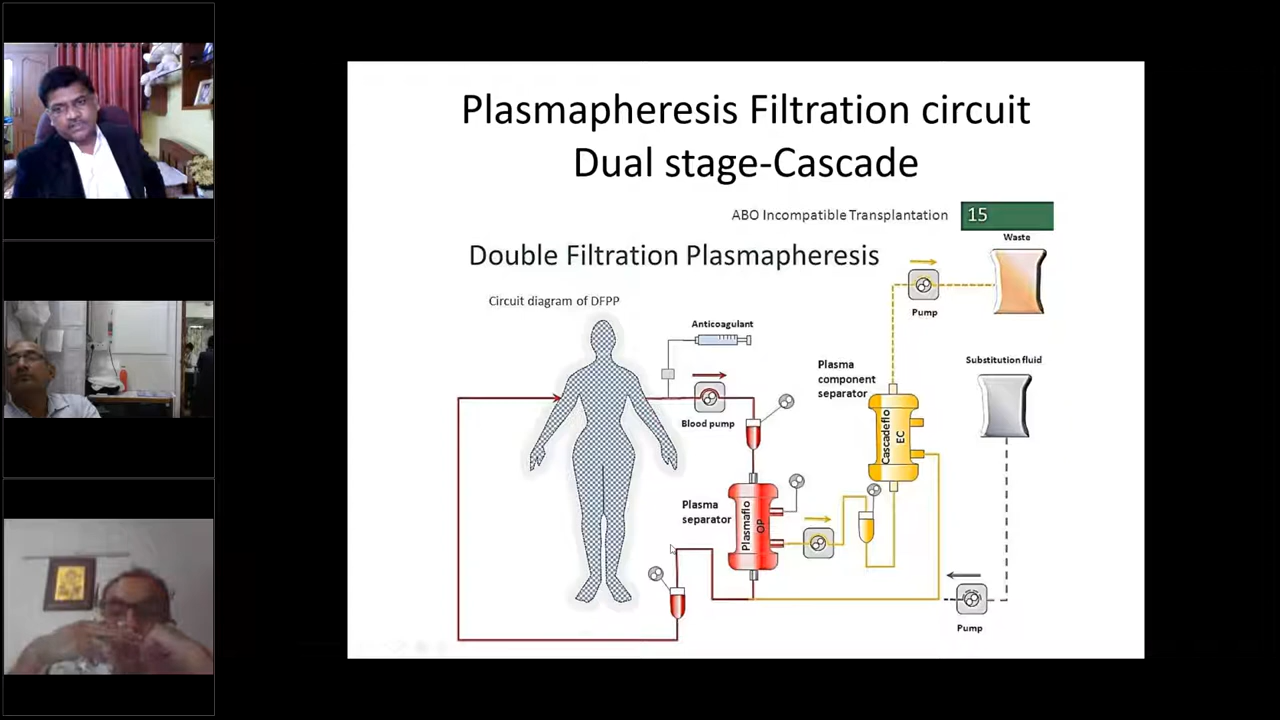 Plasmapheresis Filtration circuit
Dual stage-Cascade
ABO Incompatible Transplantation
15
Waste
Double Filtration Plasmapheresis
Circuit diagram of DFPP
Pump
Anticoagulant
Substitution fluid
Plasma
component
separator
Blood pump
Cascadeflo
EC
Plasma
separator
Plasmaflo
OP
Pump